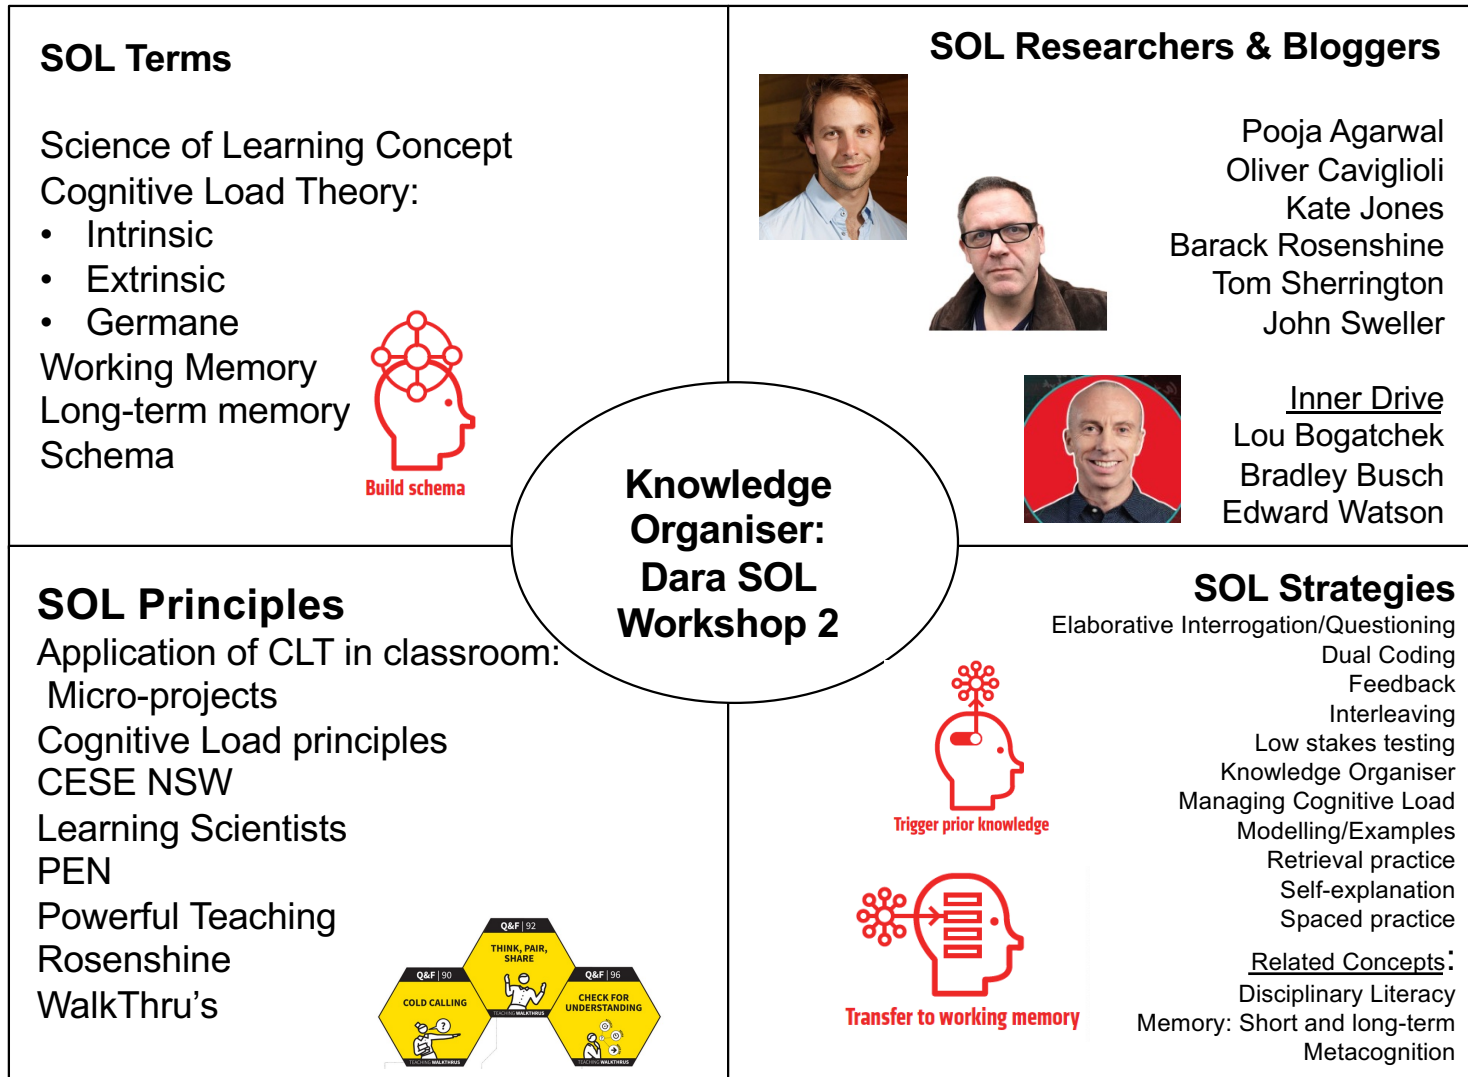 SOL Terms
Science of Learning Concept
Cognitive Load Theory:
• Intrinsic
• Extrinsic
• Germane
Working Memory
Long-term memory
Schema
Build schema
SOL Researchers & Bloggers
Pooja Agarwal
Oliver Caviglioli
Kate Jones
Barack Rosenshine
Tom Sherrington
John Sweller
Inner Drive
Lou Bogatchek
Bradley Busch
Edward Watson
Knowledge
Organiser:
Dara SOL
Workshop 2
SOL Principles
Application of CLT in classroom:
Micro-projects
Cognitive Load principles
CESE NSW
Learning Scientists
PEN
Powerful Teaching
Rosenshine
WalkThru's
Q&F | 90
COLD CALLING
?
TEACHING WALKTHRUS
Q&F | 92
THINK, PAIR,
SHARE
TEACHING WALKTHRUS
Q&F | 96
CHECK FOR
UNDERSTANDING
TEACHING WALKTHRUS
SOL Strategies
Elaborative Interrogation/Questioning
Dual Coding
Feedback
Interleaving
Low stakes testing
Knowledge Organiser
Managing Cognitive Load
Modelling/Examples
Retrieval practice
Self-explanation
Spaced practice
Related Concepts:
Disciplinary Literacy
Memory: Short and long-term
Metacognition
Trigger prior knowledge
Transfer to working memory